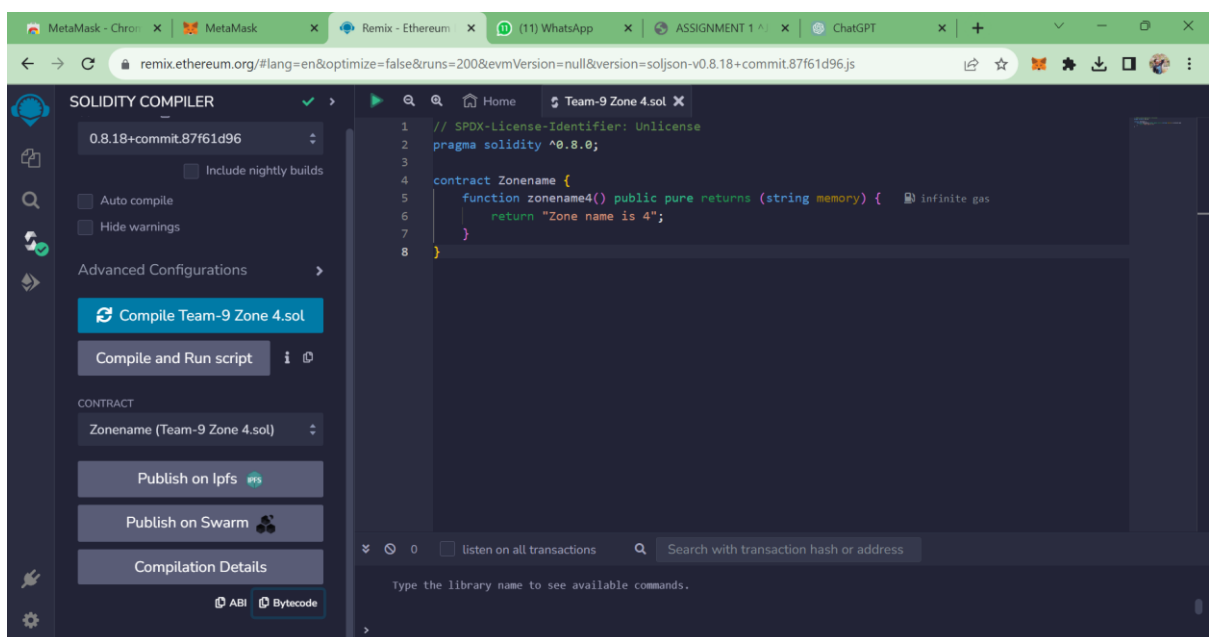 MetaMask - Chron
MetaMask
Remix - Ethereum
(11) WhatsApp
ASSIGNMENT 1
ChatGPT
remix.ethereum.org/#lang=en&optimize=false&runs=200&evmVersion=null&version=soljson-v0.8.18+commit.87f61d96.js
SOLIDITY COMPILER
0.8.18+commit.87f61d96
Include nightly builds
Auto compile
Hide warnings
Advanced Configurations
Compile Team-9 Zone 4.sol
Compile and Run script
i
CONTRACT
Zonename (Team-9 Zone 4.sol)
Publish on Ipfs
IPFS
Publish on Swarm
Compilation Details
ABI
Bytecode
Home
Team-9 Zone 4.sol
1 // SPDX-License-Identifier: Unlicense
2 pragma solidity ^0.8.0;
3
4 contract Zonename {
5 function zonename4() public pure returns (string memory) { infinite gas
6 return "Zone name is 4";
7 }
8 }
0
listen on all transactions
Search with transaction hash or address
Type the library name to see available commands.
>